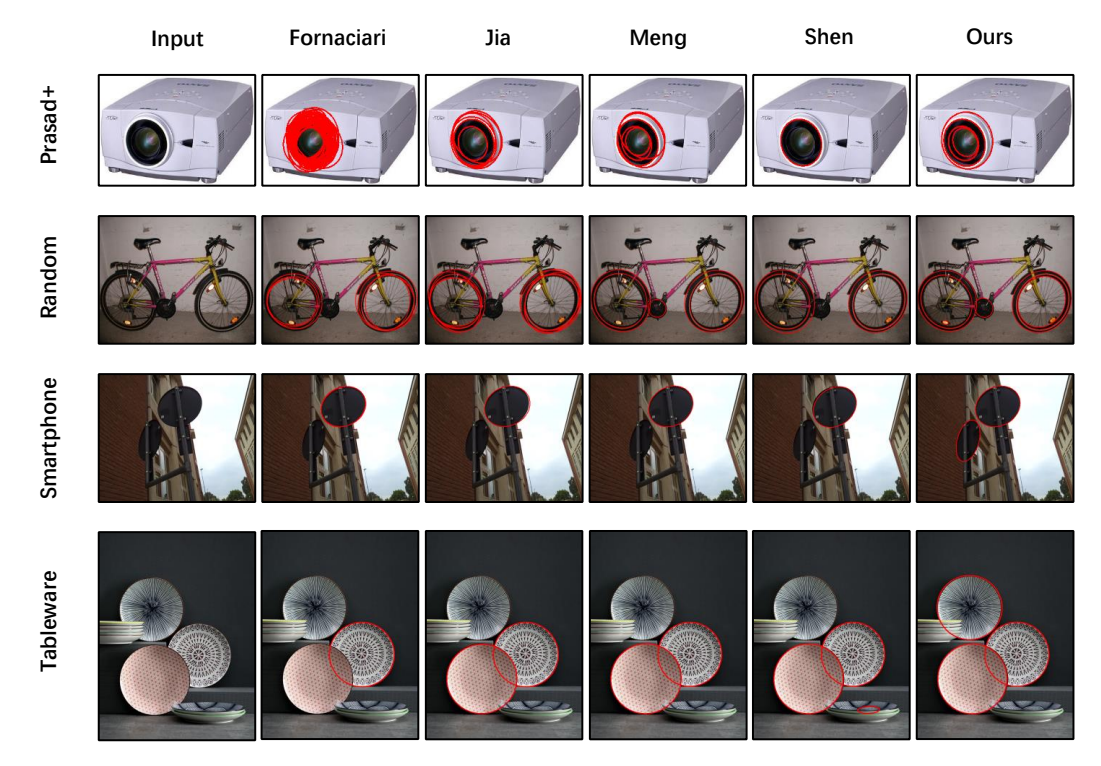 Input Fornaciari Jia Meng Shen Ours
Prasad+
Random
Smartphone
Tableware